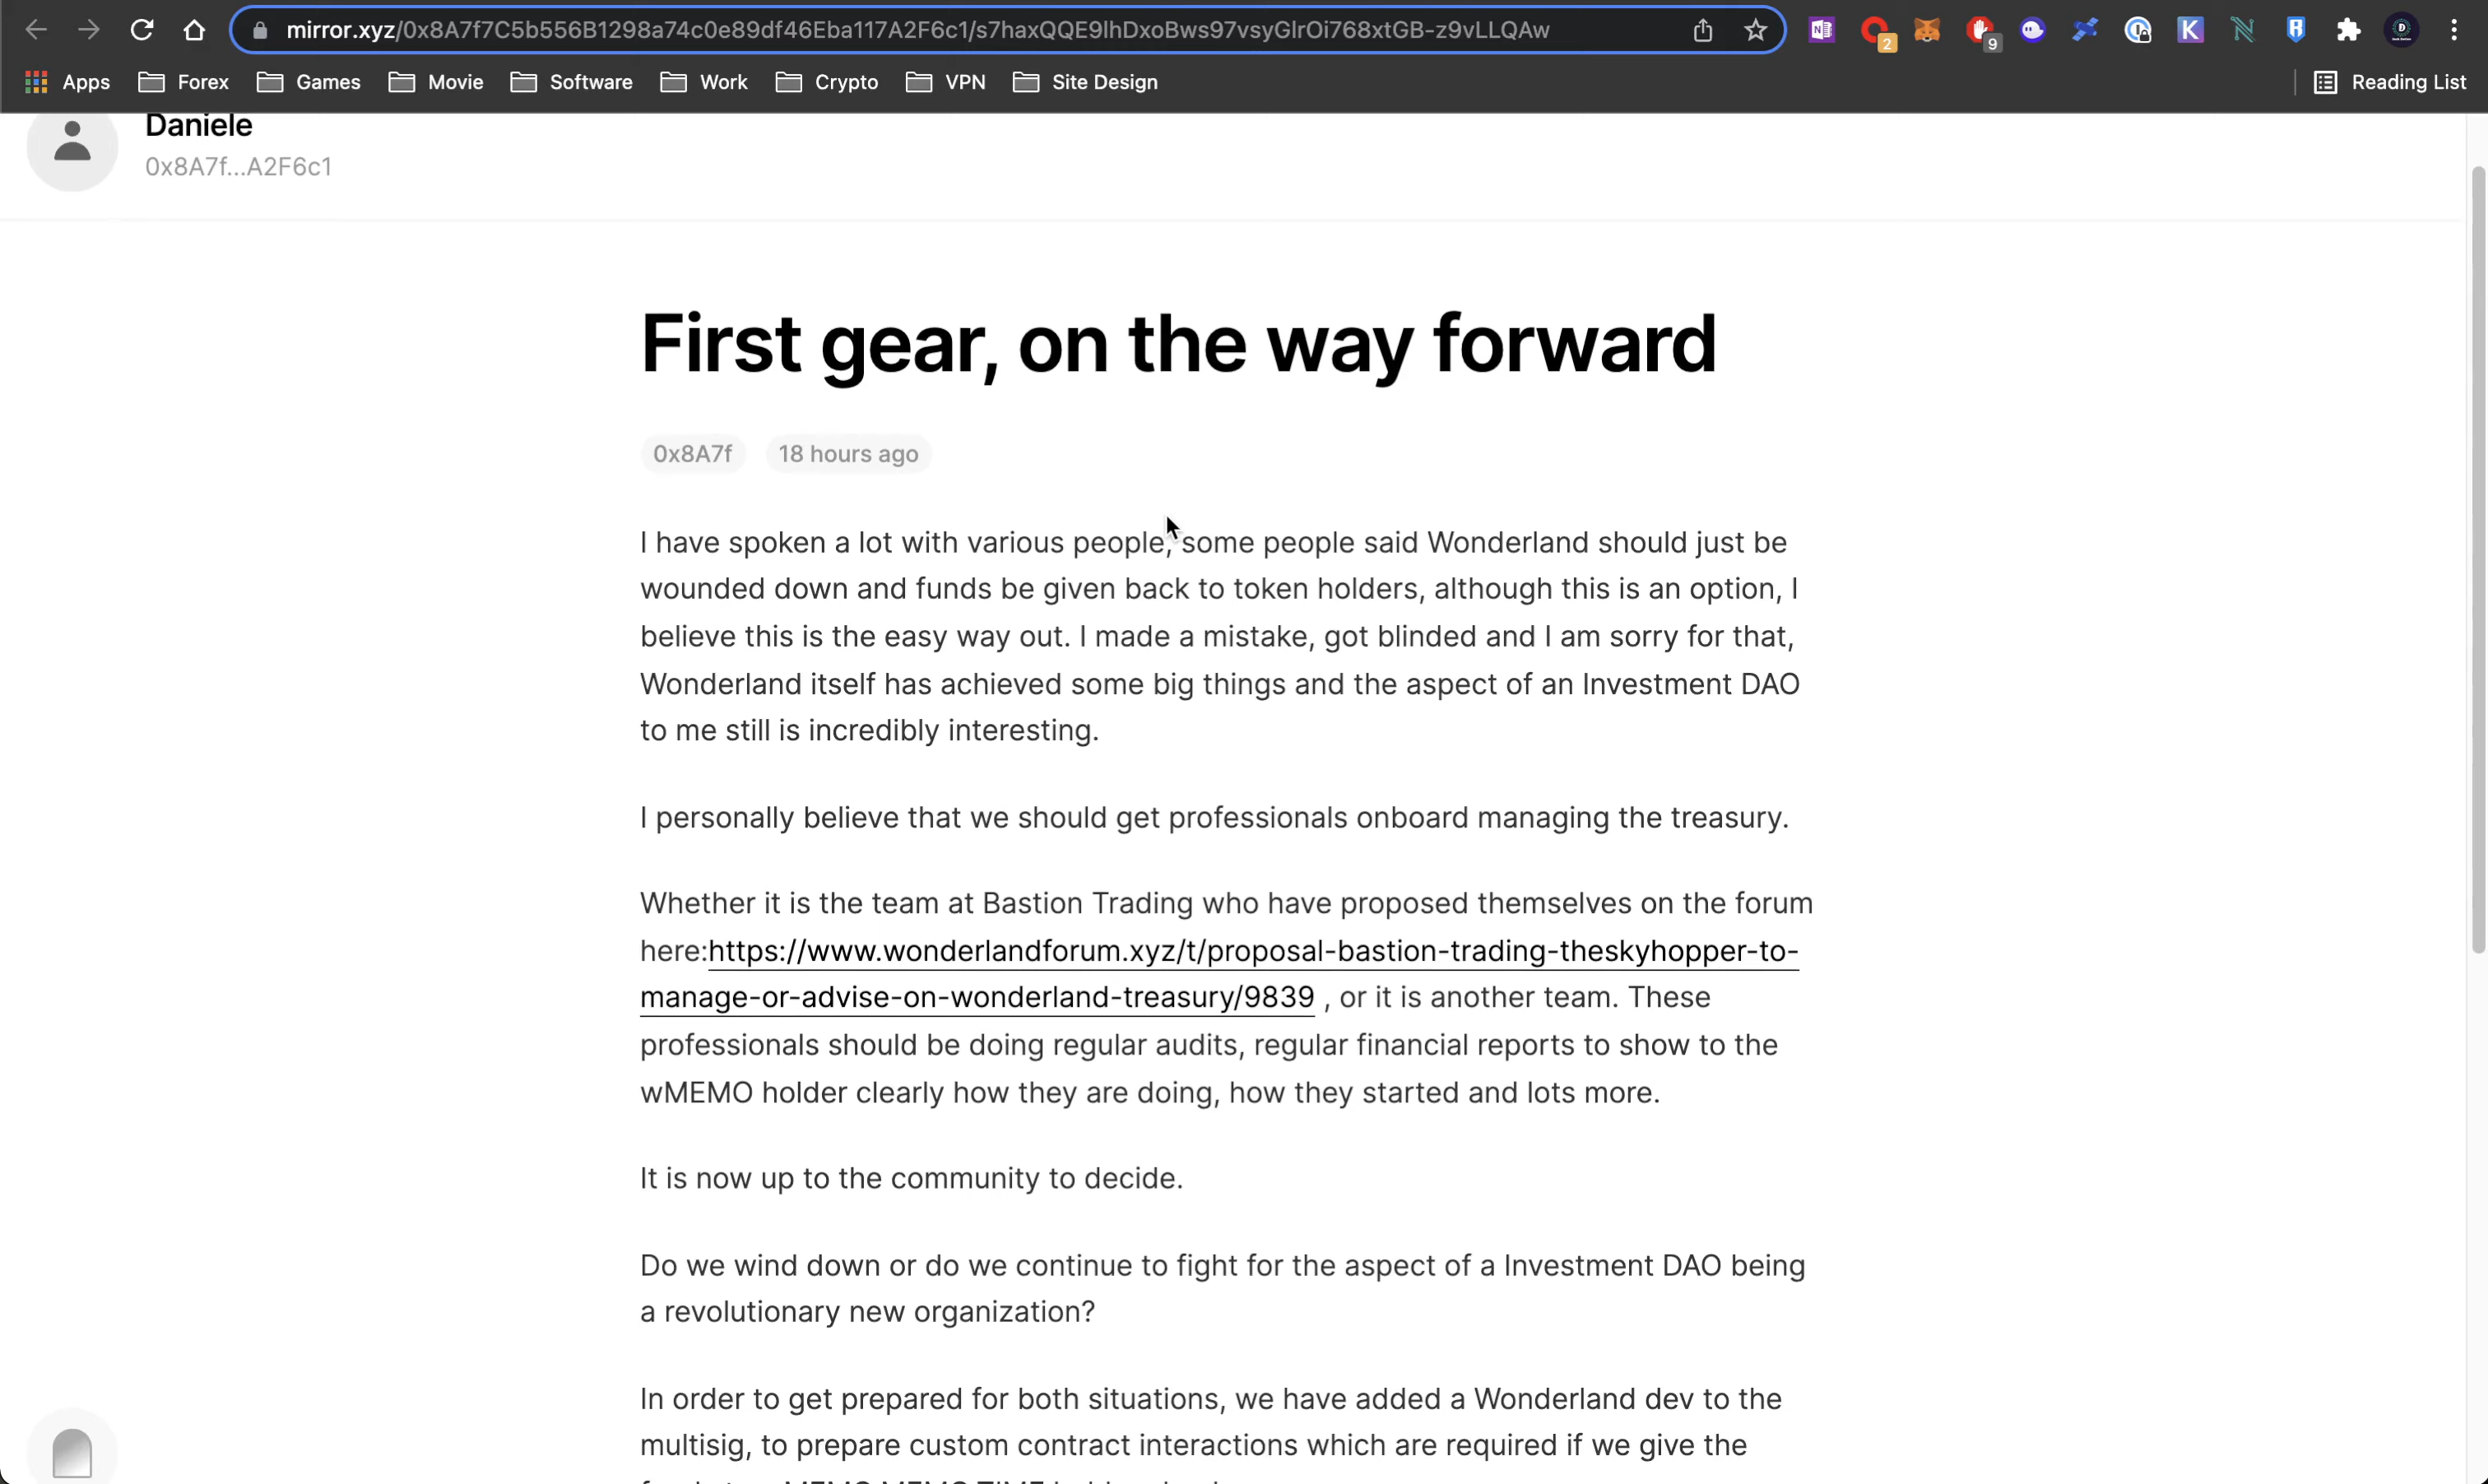 mirror.xyz/0x8A7f7C5b556B1298a74c0e89df46Eba117A2F6c1/s7haxQQE9lhDxoBws97vsyGlrOi768xtGB-z9vLLQAw
2
9
K
Apps
Forex
Games
Movie
Software
Work
Crypto
VPN
Site Design
Reading List
Daniele
0x8A7f...A2F6c1
First gear, on the way forward
0x8A7f
18 hours ago
I have spoken a lot with various people, some people said Wonderland should just be
wounded down and funds be given back to token holders, although this is an option, I
believe this is the easy way out. I made a mistake, got blinded and I am sorry for that,
Wonderland itself has achieved some big things and the aspect of an Investment DAO
to me still is incredibly interesting.
I personally believe that we should get professionals onboard managing the treasury.
Whether it is the team at Bastion Trading who have proposed themselves on the forum
here:https://www.wonderlandforum.xyz/t/proposal-bastion-trading-theskyhopper-to-
manage-or-advise-on-wonderland-treasury/9839 , or it is another team. These
professionals should be doing regular audits, regular financial reports to show to the
wMEMO holder clearly how they are doing, how they started and lots more.
It is now up to the community to decide.
Do we wind down or do we continue to fight for the aspect of a Investment DAO being
a revolutionary new organization?
In order to get prepared for both situations, we have added a Wonderland dev to the
multisig, to prepare custom contract interactions which are required if we give the